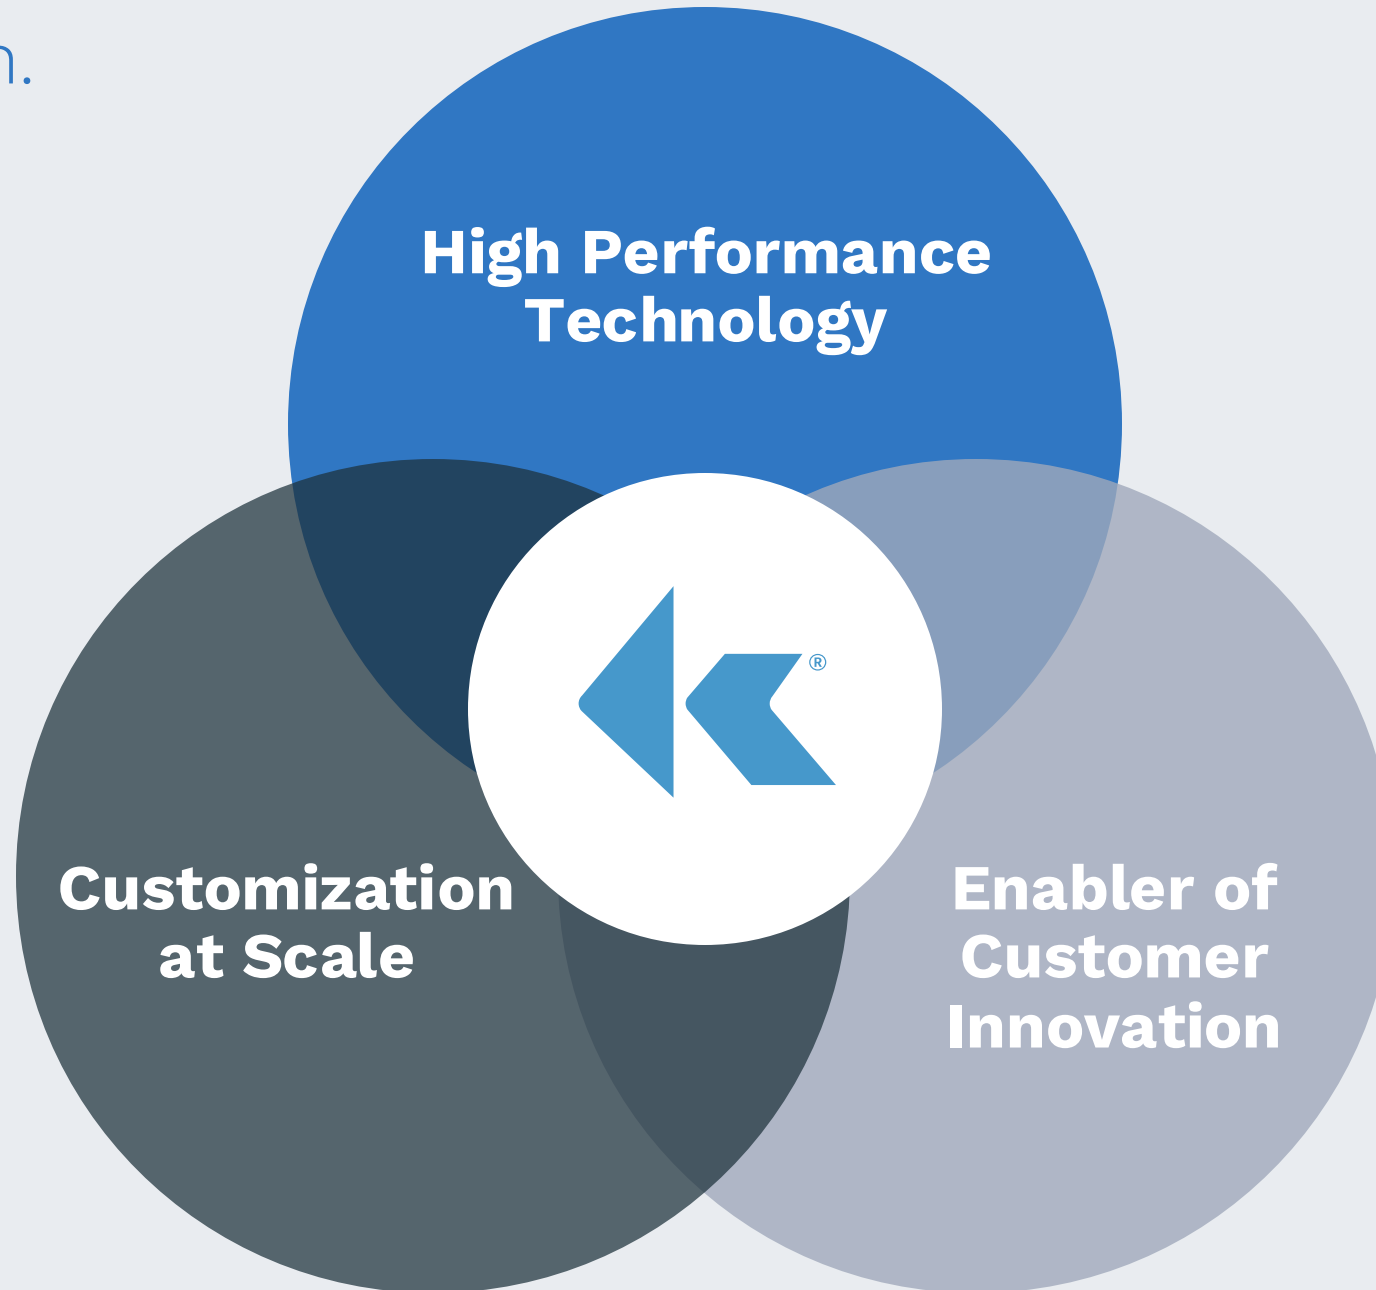 n.
High Performance
Technology
®
Customization
at Scale
Enabler of
Customer
Innovation